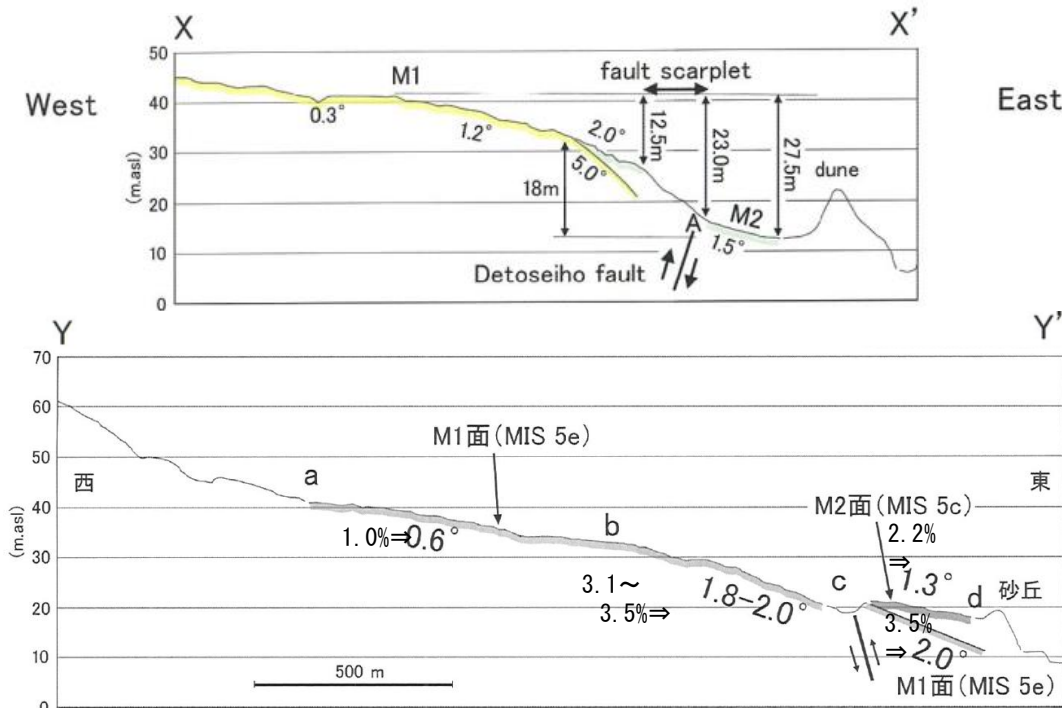 X
X'
50
40
30
20
10
0
(m.asl)
West
East
M1
fault scarplet
0.3°
1.2°
2.0°
5.0°
12.5m
23.0m
27.5m
18m
dune
A
M2
1.5°
Detoseiho fault
Y
Y'
70
60
50
40
30
20
10
0
(m.asl)
西
東
a
M1面(MIS 5e)
b
M2面(MIS 5c)
1.0%⇒0.6°
2.2%
⇒1.3°
3.1～
3.5%⇒
1.8-2.0°
c
d
砂丘
3.5%
⇒2.0°
M1面(MIS 5e)
500 m